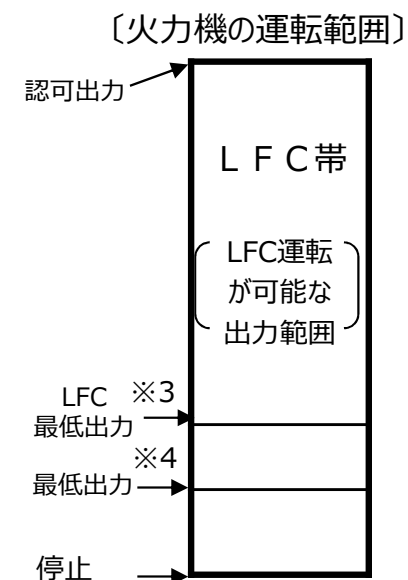 〔火力機の運転範囲〕
認可出力
ＬＦＣ帯
LFC運転
が可能な
出力範囲
LFC ※3
最低出力
※4
最低出力
停止